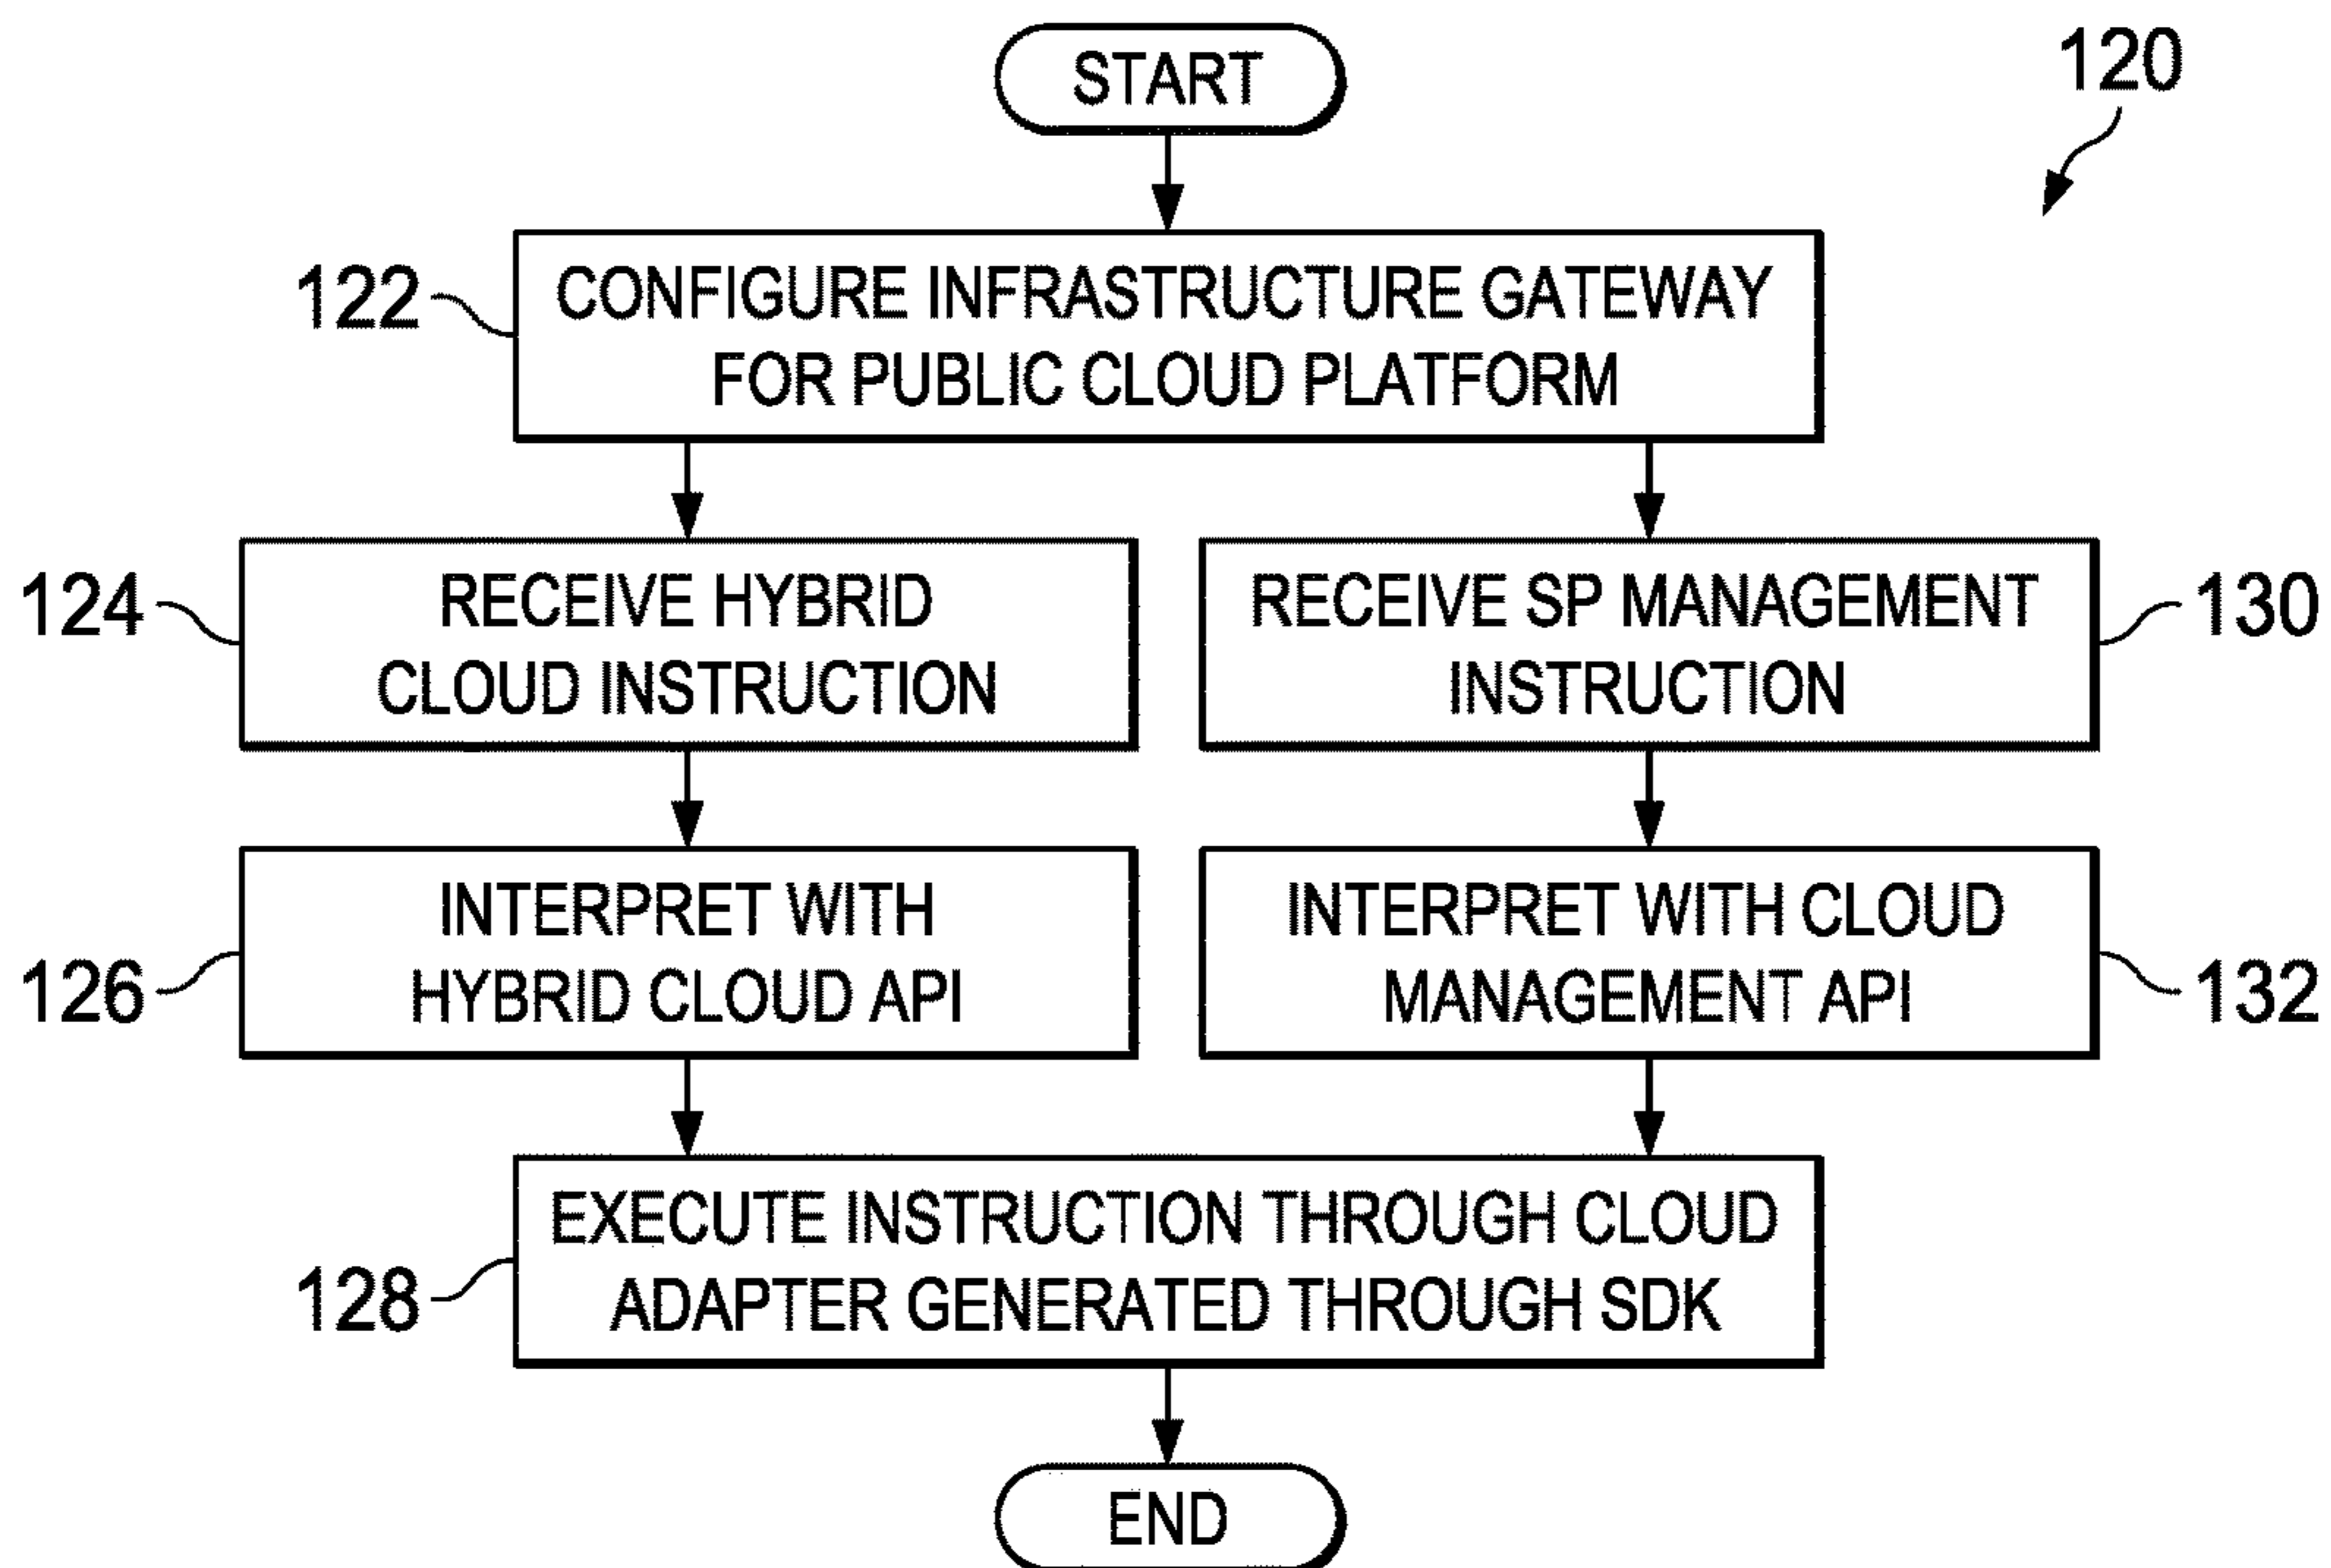 START
120
122
CONFIGURE INFRASTRUCTURE GATEWAY
FOR PUBLIC CLOUD PLATFORM
124
RECEIVE HYBRID
CLOUD INSTRUCTION
RECEIVE SP MANAGEMENT
INSTRUCTION
130
126
INTERPRET WITH
HYBRID CLOUD API
INTERPRET WITH CLOUD
MANAGEMENT API
132
128
EXECUTE INSTRUCTION THROUGH CLOUD
ADAPTER GENERATED THROUGH SDK
END